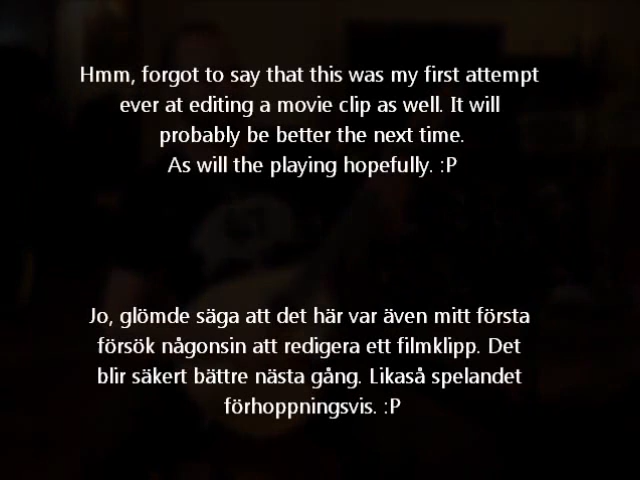 Hmm, forgot to say that this was my first attempt
ever at editing a movie clip as well. It will
probably be better the next time.
As will the playing hopefully. :P
Jo, glömde säga att det här var även mitt första
försök någonsin att redigera ett filmklipp. Det
blir säkert bättre nästa gång. Likaså spelandet
förhoppningsvis. :P